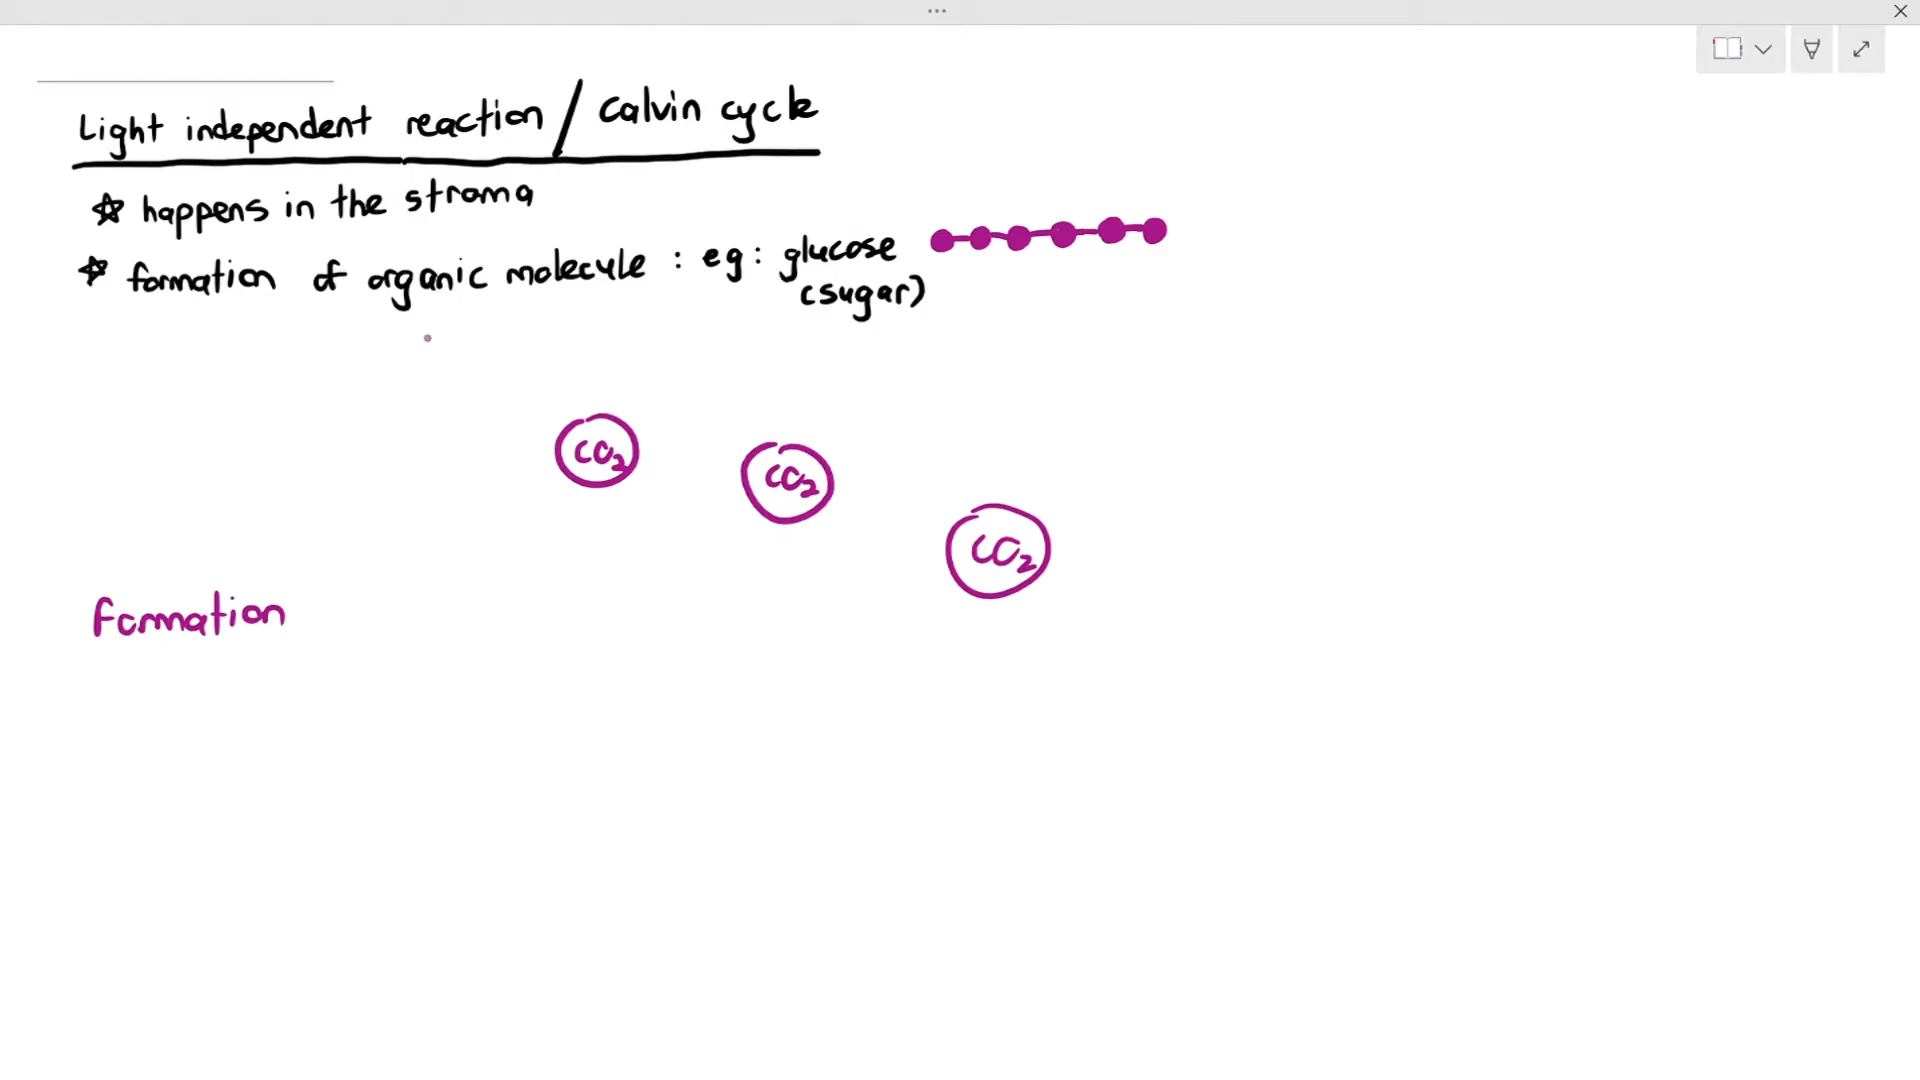 Light independent reaction / Calvin cycle
☆ happens in the stroma
☆ formation of organic molecule : eg : glucose
(sugar)
CO₂
CO₂
CO₂
Formation